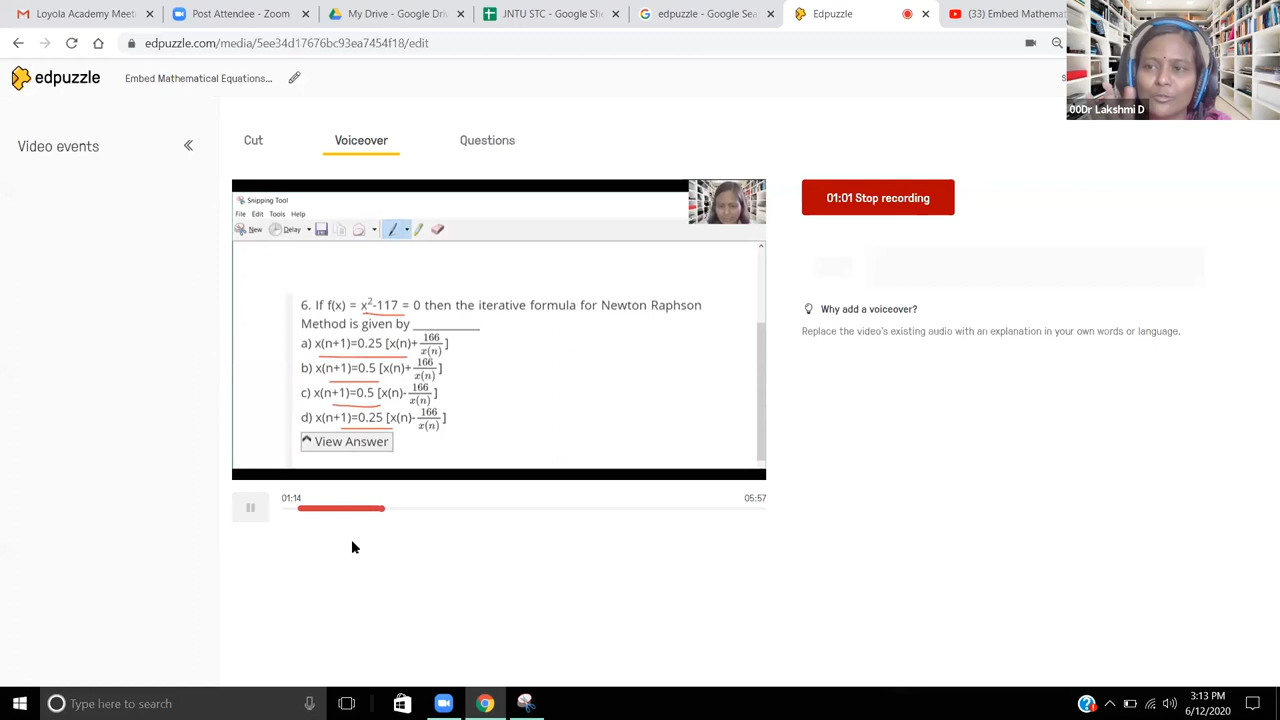 Loyola Academy Meeti
Post Attendee - Zoom
My Drive - Google Driv
JNTU STC - Google Sh
edpuzzle - Google Sea
Edpuzzle
(33) Embed Mathemat
edpuzzle.com/media/5ee34d17676bc93ea7454f18/edit
edpuzzle
Embed Mathematical Equations...
00Dr Lakshmi D
Video events
Cut
Voiceover
Questions
01:01 Stop recording
Snipping Tool
File Edit Tools Help
New Delay
6. If f(x) = x²-117 = 0 then the iterative formula for Newton Raphson
Method is given by __________
a) x(n+1)=0.25 [x(n)+166/x(n)]
b) x(n+1)=0.5 [x(n)+166/x(n)]
c) x(n+1)=0.5 [x(n)-166/x(n)]
d) x(n+1)=0.25 [x(n)-166/x(n)]
View Answer
Why add a voiceover?
Replace the video's existing audio with an explanation in your own words or language.
01:14
05:57
Type here to search
3:13 PM
6/12/2020